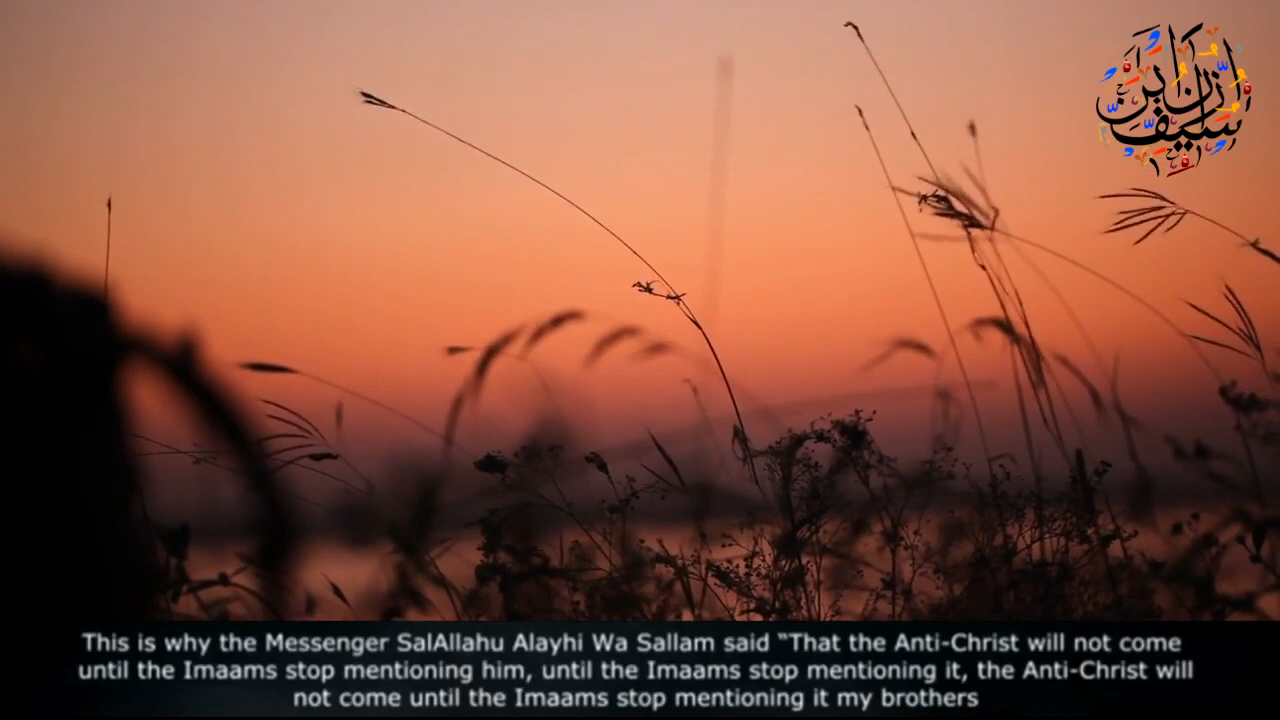 This is why the Messenger SalAllahu Alayhi Wa Sallam said “That the Anti-Christ will not come
until the Imaams stop mentioning him, until the Imaams stop mentioning it, the Anti-Christ will
not come until the Imaams stop mentioning it my brothers